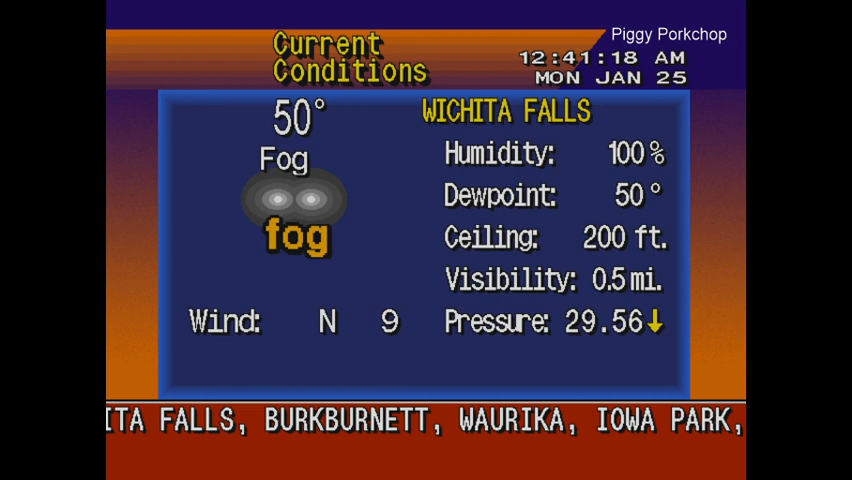 Piggy Porkchop
Current
Conditions
12:41:18 AM
MON JAN 25
50°
Fog
fog
Wind: N 9
WICHITA FALLS
Humidity: 100%
Dewpoint: 50°
Ceiling: 200 ft.
Visibility: 0.5 mi.
Pressure: 29.56↓
ITA FALLS, BURKBURNETT, WAURIKA, IOWA PARK,